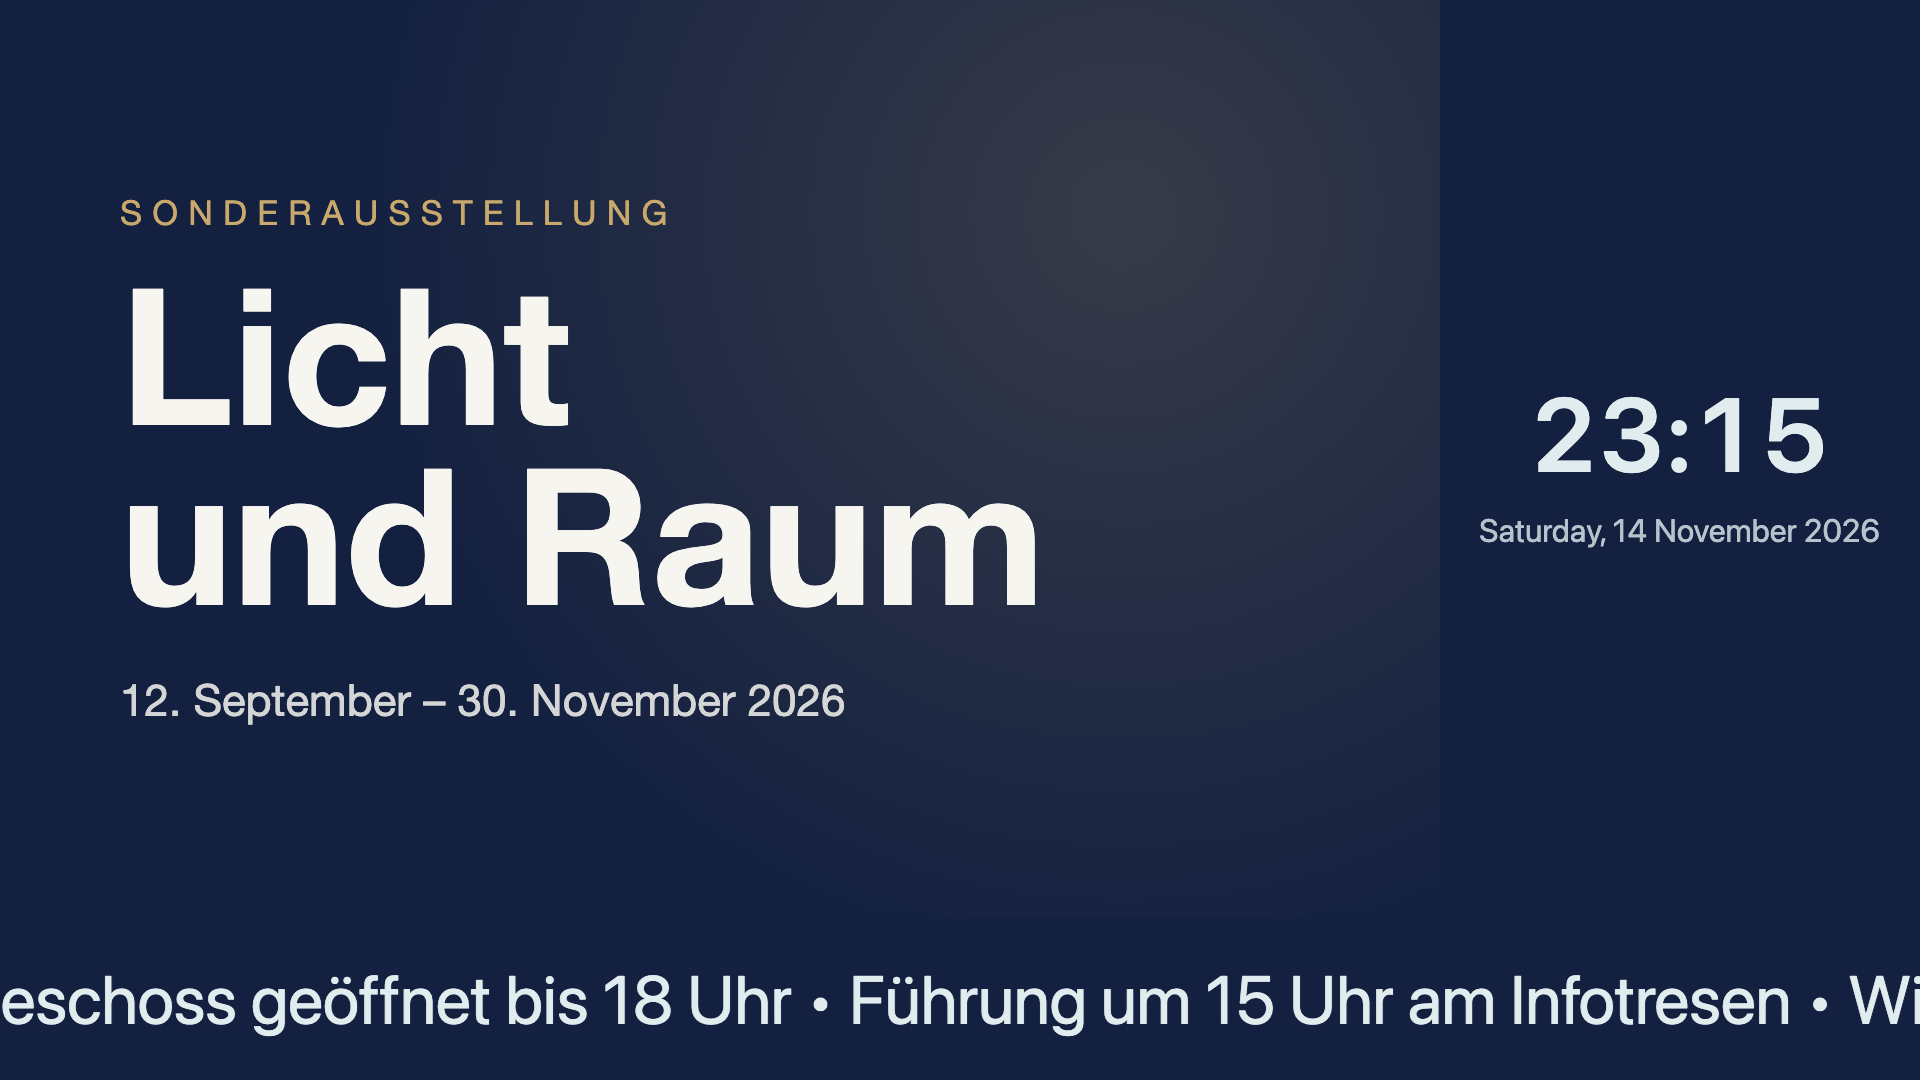 SONDERAUSSTELLUNG
Licht
und Raum
12. September – 30. November 2026
23:15
Saturday, 14 November 2026
eschoss geöffnet bis 18 Uhr • Führung um 15 Uhr am Infotresen • Wi